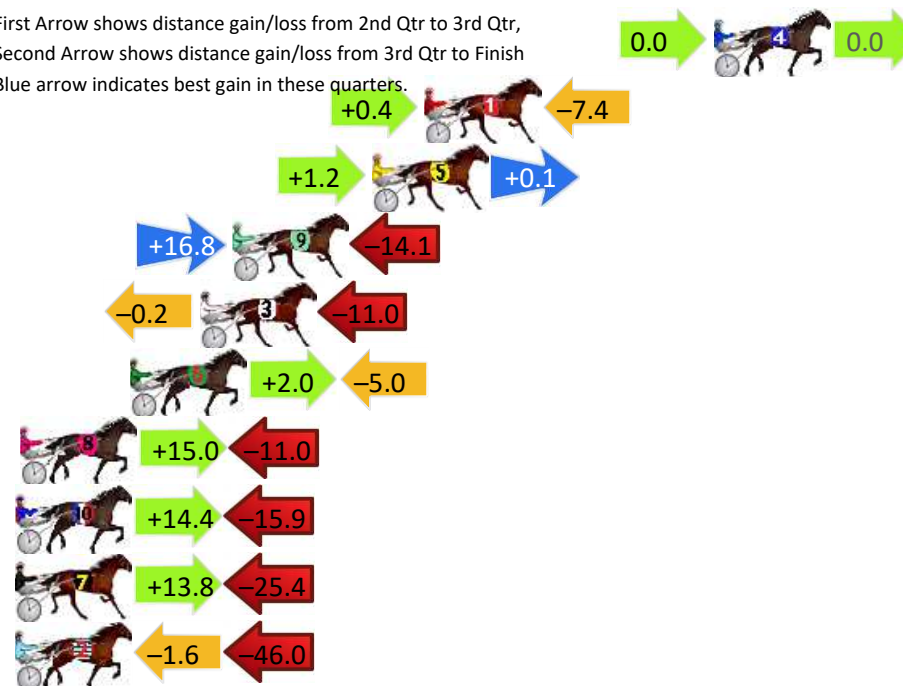 First Arrow shows distance gain/loss from 2nd Qtr to 3rd Qtr,
Second Arrow shows distance gain/loss from 3rd Qtr to Finish
Blue arrow indicates best gain in these quarters.
0.0 4 0.0
+0.4 1 −7.4
+1.2 5 +0.1
+16.8 9 −14.1
−0.2 3 −11.0
6 +2.0 −5.0
8 +15.0 −11.0
10 +14.4 −15.9
7 +13.8 −25.4
2 −1.6 −46.0